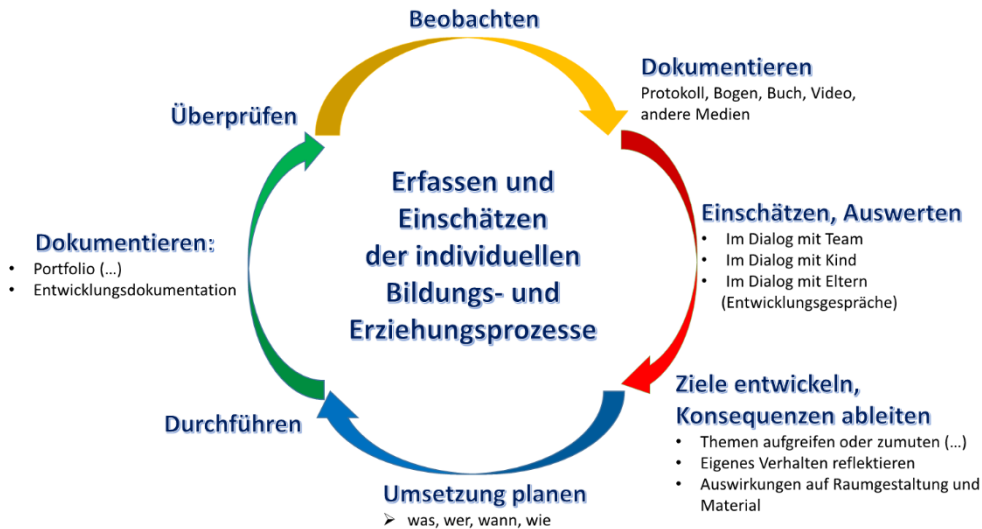 Beobachten
Dokumentieren
Protokoll, Bogen, Buch, Video,
andere Medien
Einschätzen, Auswerten
• Im Dialog mit Team
• Im Dialog mit Kind
• Im Dialog mit Eltern
(Entwicklungsgespräche)
Ziele entwickeln,
Konsequenzen ableiten
• Themen aufgreifen oder zumuten (...)
• Eigenes Verhalten reflektieren
• Auswirkungen auf Raumgestaltung und
Material
Umsetzung planen
➢ was, wer, wann, wie
Durchführen
Dokumentieren:
• Portfolio (...)
• Entwicklungsdokumentation
Überprüfen
Erfassen und
Einschätzen
der individuellen
Bildungs- und
Erziehungsprozesse